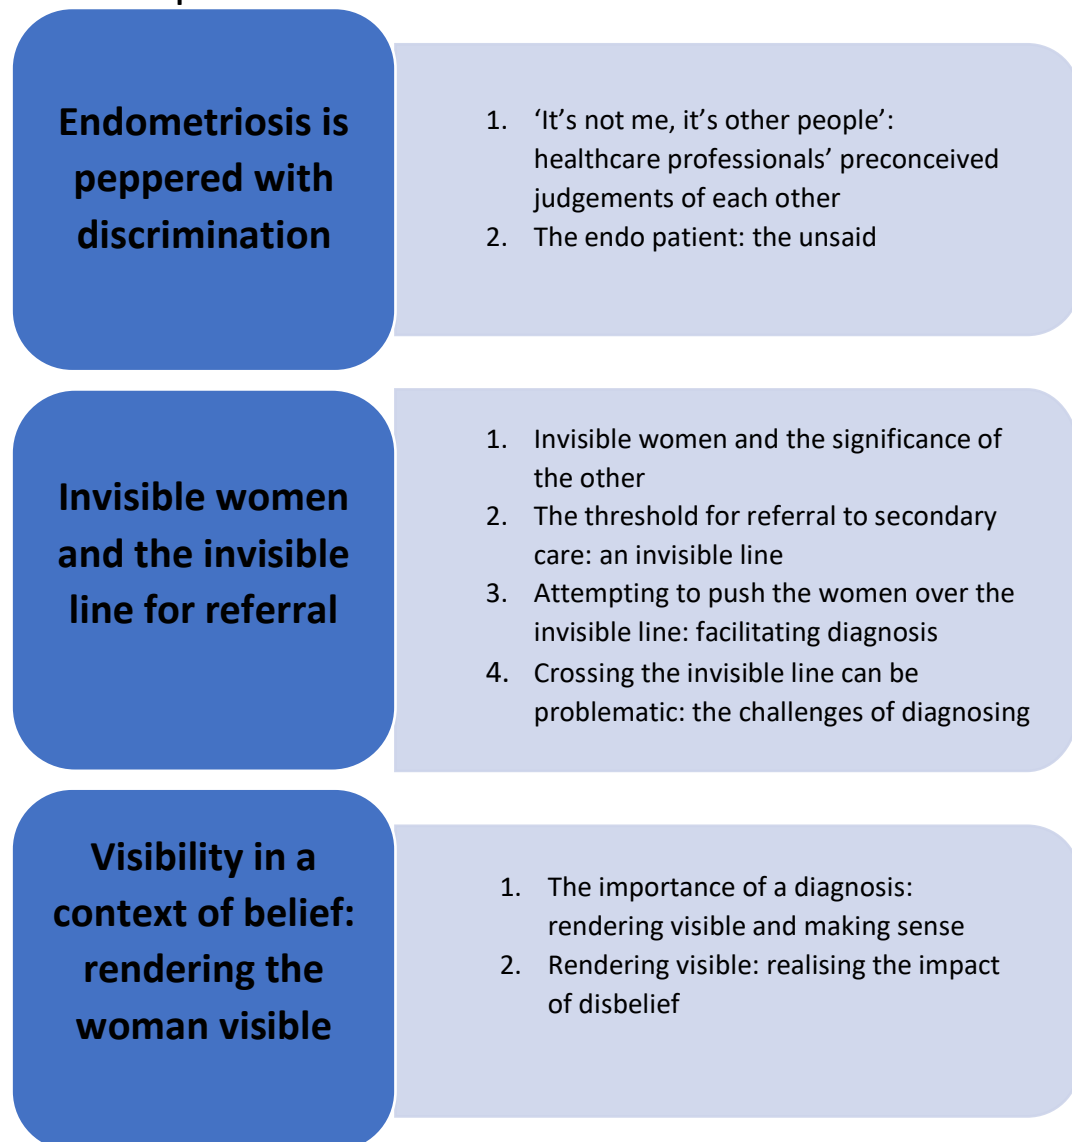 Endometriosis is
peppered with
discrimination
1. ‘It’s not me, it’s other people’:
healthcare professionals’ preconceived
judgements of each other
2. The endo patient: the unsaid
Invisible women
and the invisible
line for referral
1. Invisible women and the significance of
the other
2. The threshold for referral to secondary
care: an invisible line
3. Attempting to push the women over the
invisible line: facilitating diagnosis
4. Crossing the invisible line can be
problematic: the challenges of diagnosing
Visibility in a
context of belief:
rendering the
woman visible
1. The importance of a diagnosis:
rendering visible and making sense
2. Rendering visible: realising the impact
of disbelief